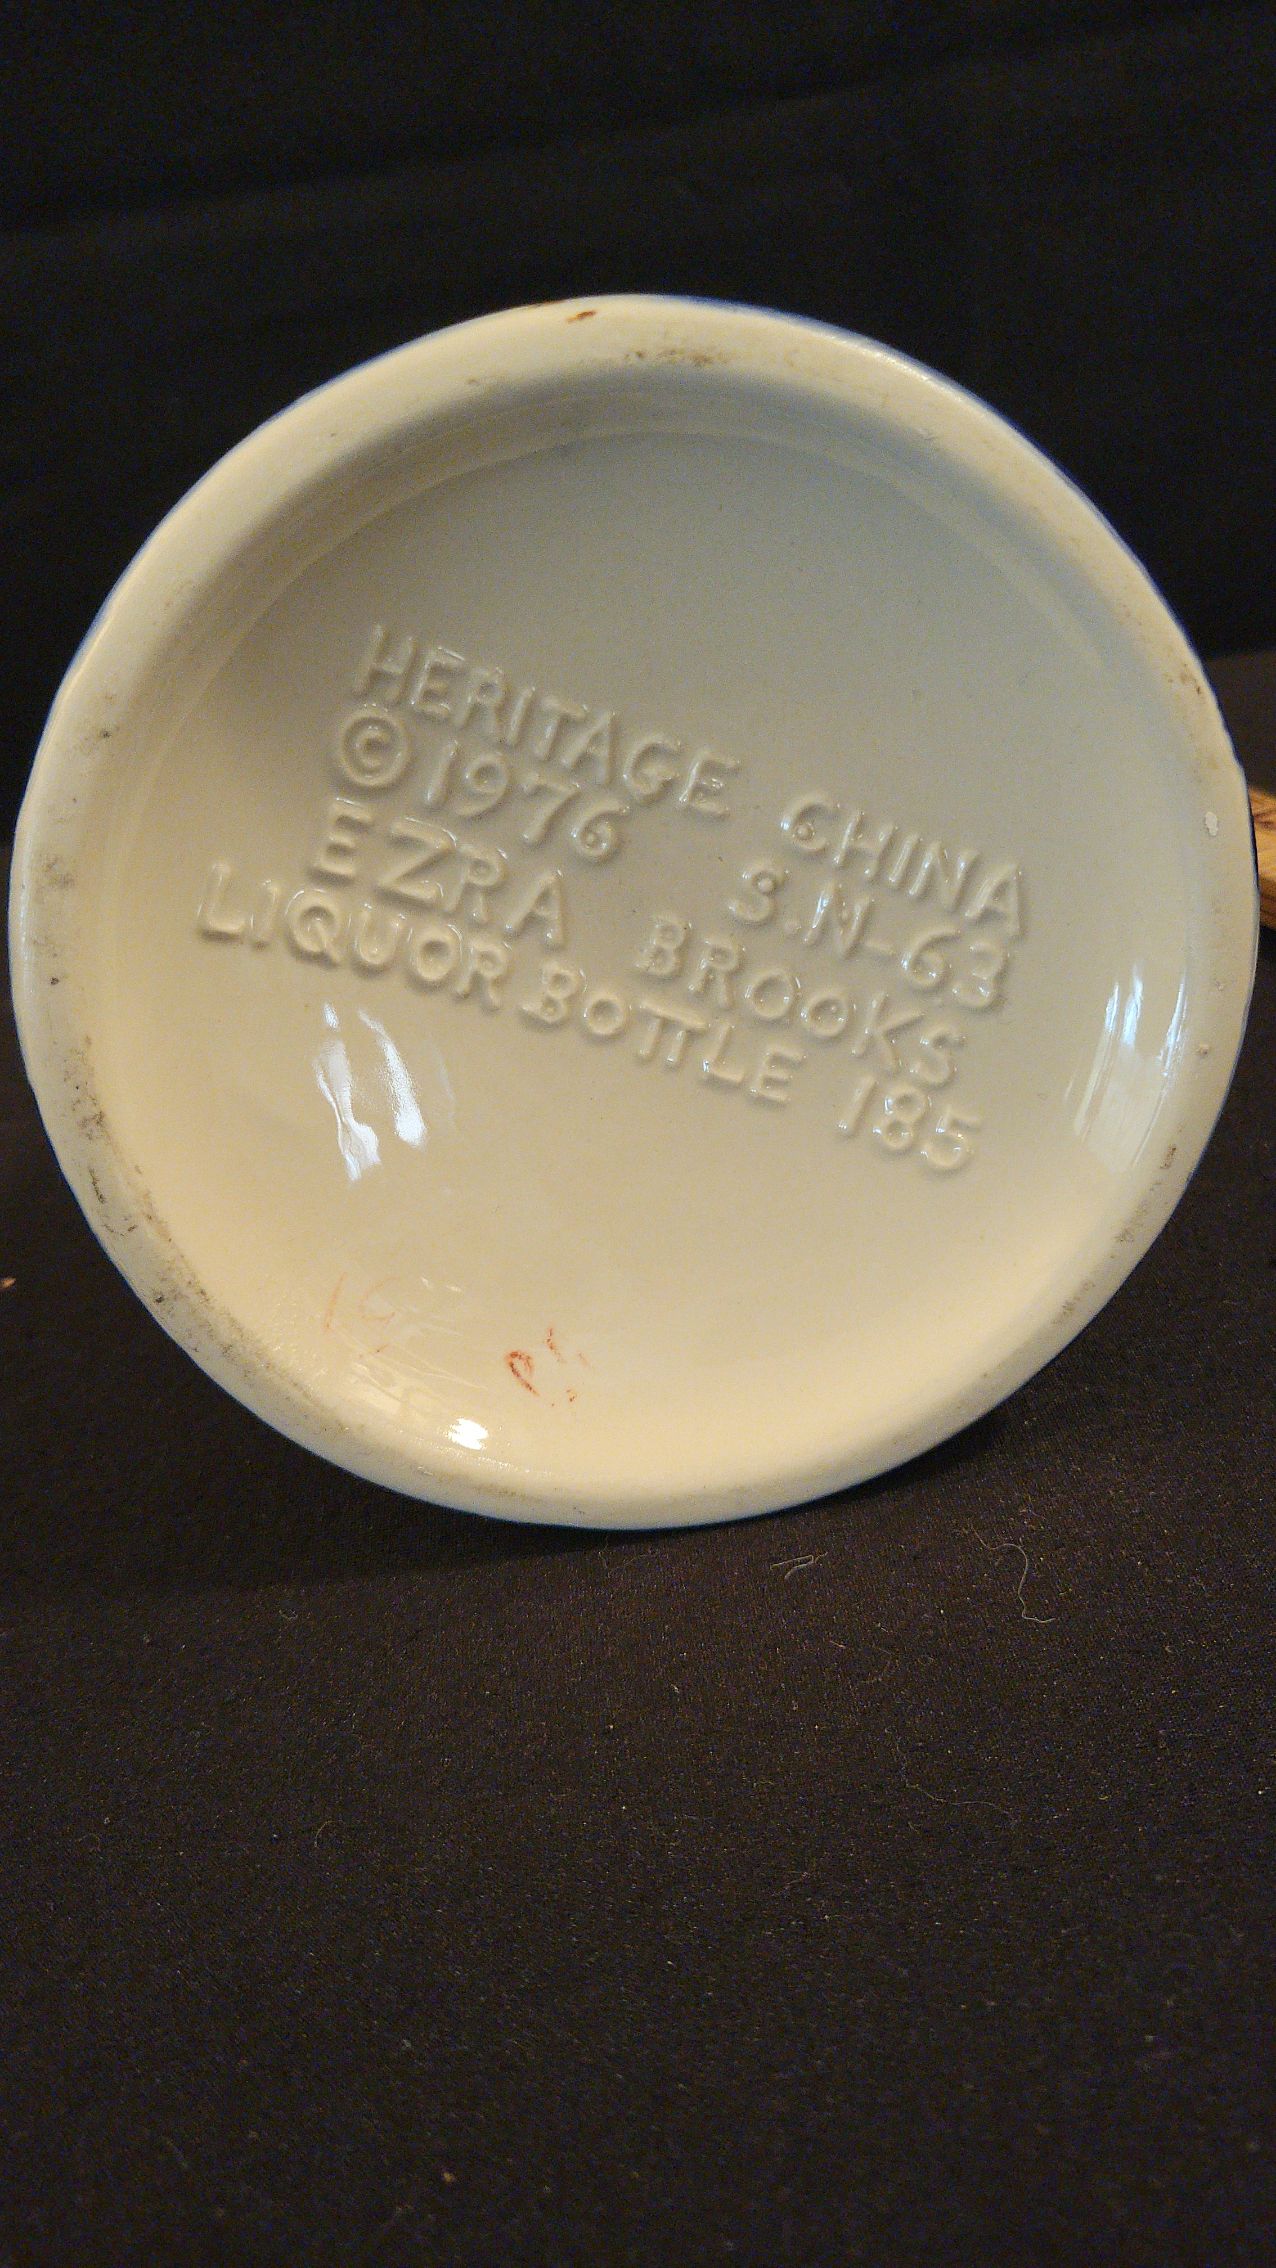 HERITAGE CHINA
©1976 S.N-63
EZRA BROOKS
LIQUOR BOTTLE 185